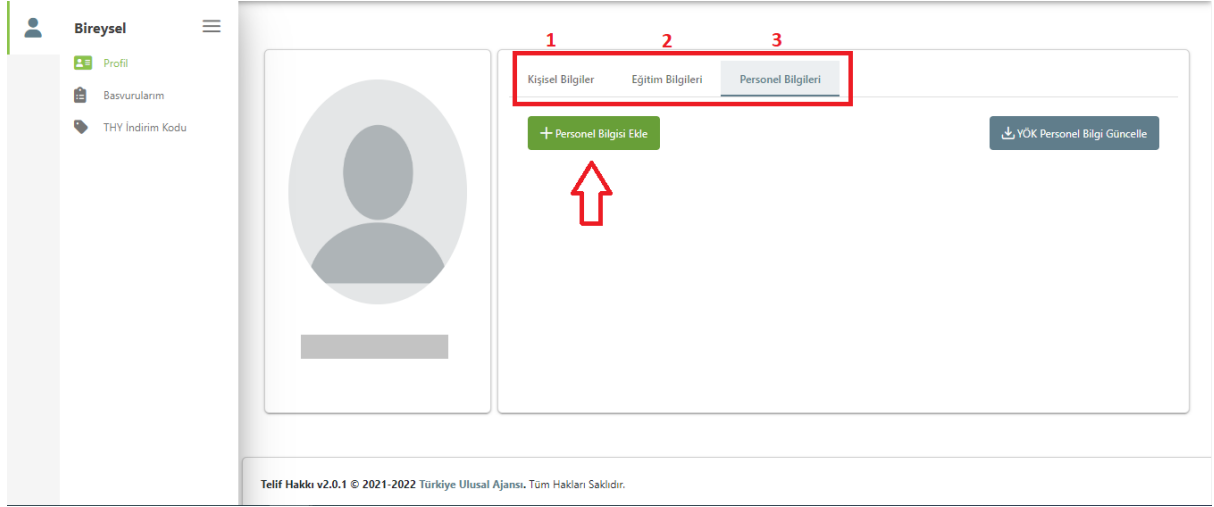 Bireysel
Profil
Basvurularım
THY İndirim Kodu
1 2 3
Kişisel Bilgiler Eğitim Bilgileri Personel Bilgileri
+ Personel Bilgisi Ekle
YÖK Personel Bilgi Güncelle
Telif Hakkı v2.0.1 © 2021-2022 Türkiye Ulusal Ajansı. Tüm Hakları Saklıdır.